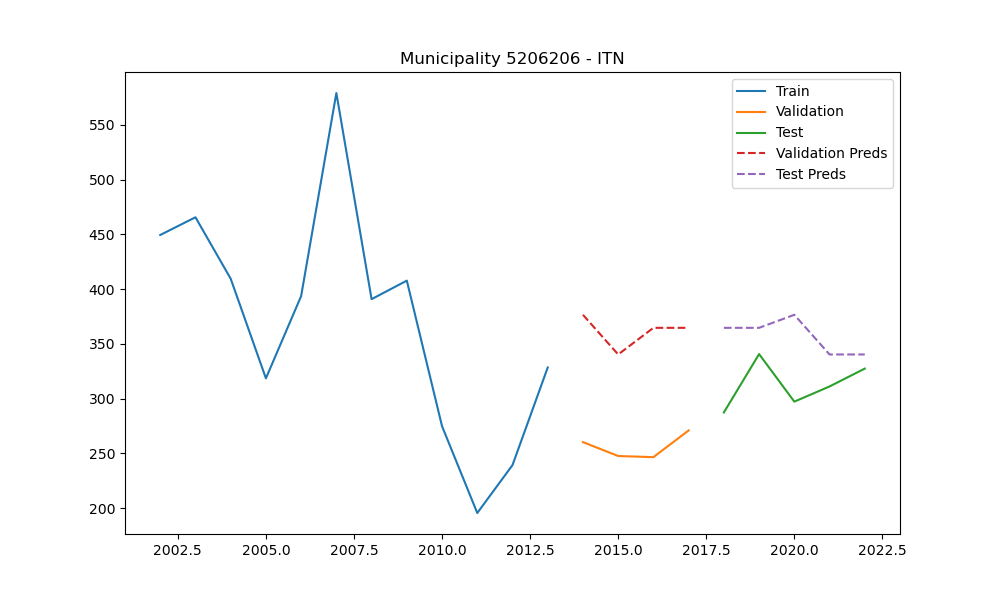 Municipality 5206206 - ITN
Train
Validation
Test
Validation Preds
Test Preds
550
500
450
400
350
300
250
200
2002.5 2005.0 2007.5 2010.0 2012.5 2015.0 2017.5 2020.0 2022.5